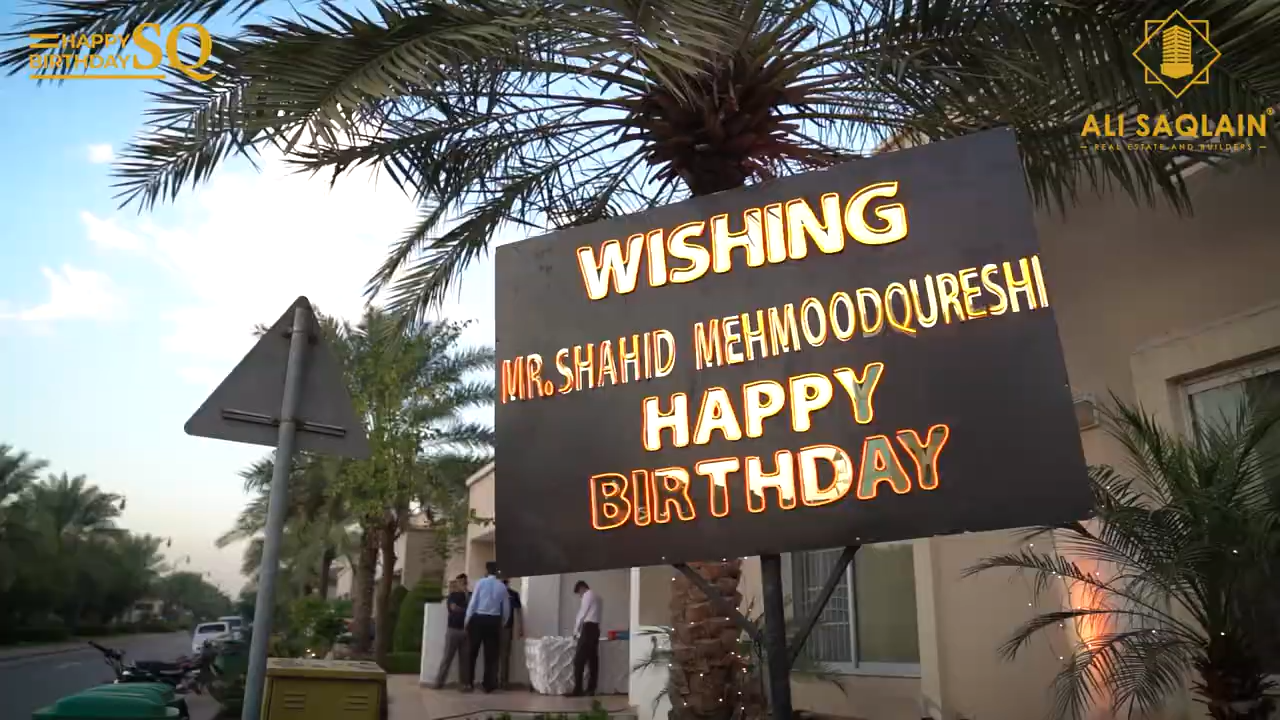 HAPPY
BIRTHDAY SQ
ALI SAQLAIN®
REAL ESTATE AND BUILDERS
WISHING
MR. SHAHID MEHMOODQURESHI
HAPPY
BIRTHDAY